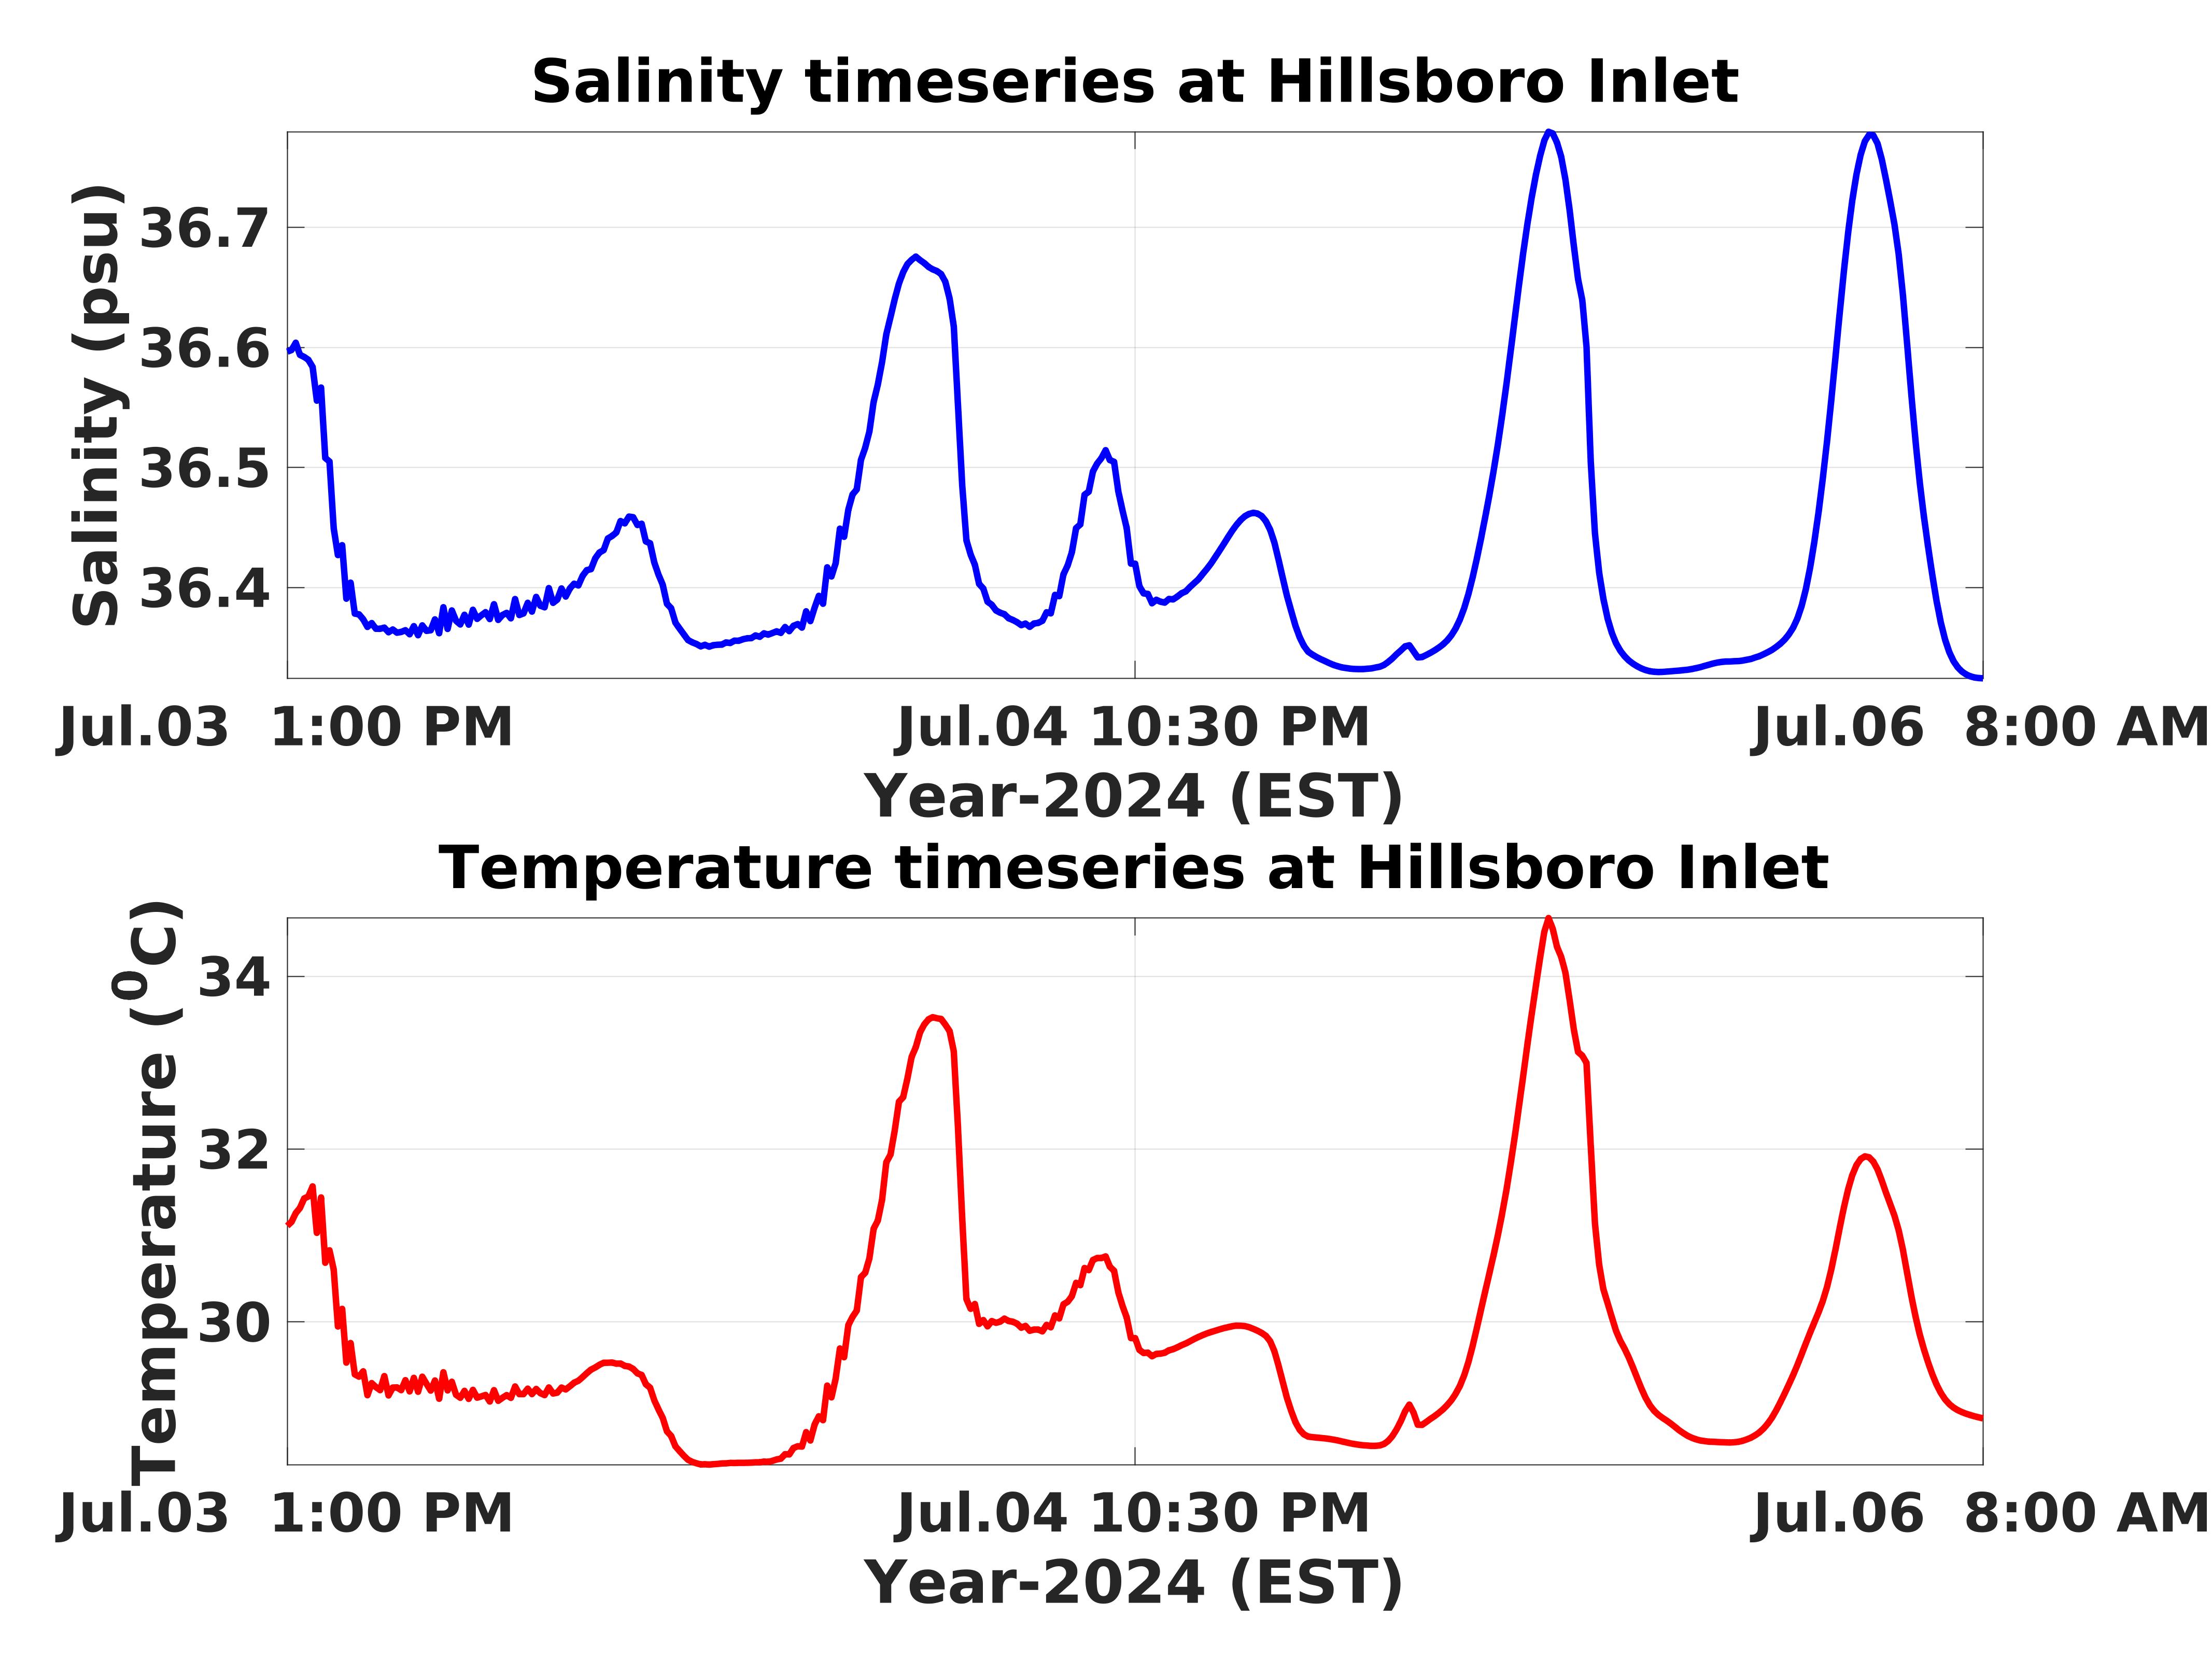 Salinity timeseries at Hillsboro Inlet
Salinity (psu)
36.7
36.6
36.5
36.4
Jul.03  1:00 PM
Jul.04 10:30 PM
Jul.06  8:00 AM
Year-2024 (EST)
Temperature timeseries at Hillsboro Inlet
Temperature (⁰C)
34
32
30
Jul.03  1:00 PM
Jul.04 10:30 PM
Jul.06  8:00 AM
Year-2024 (EST)